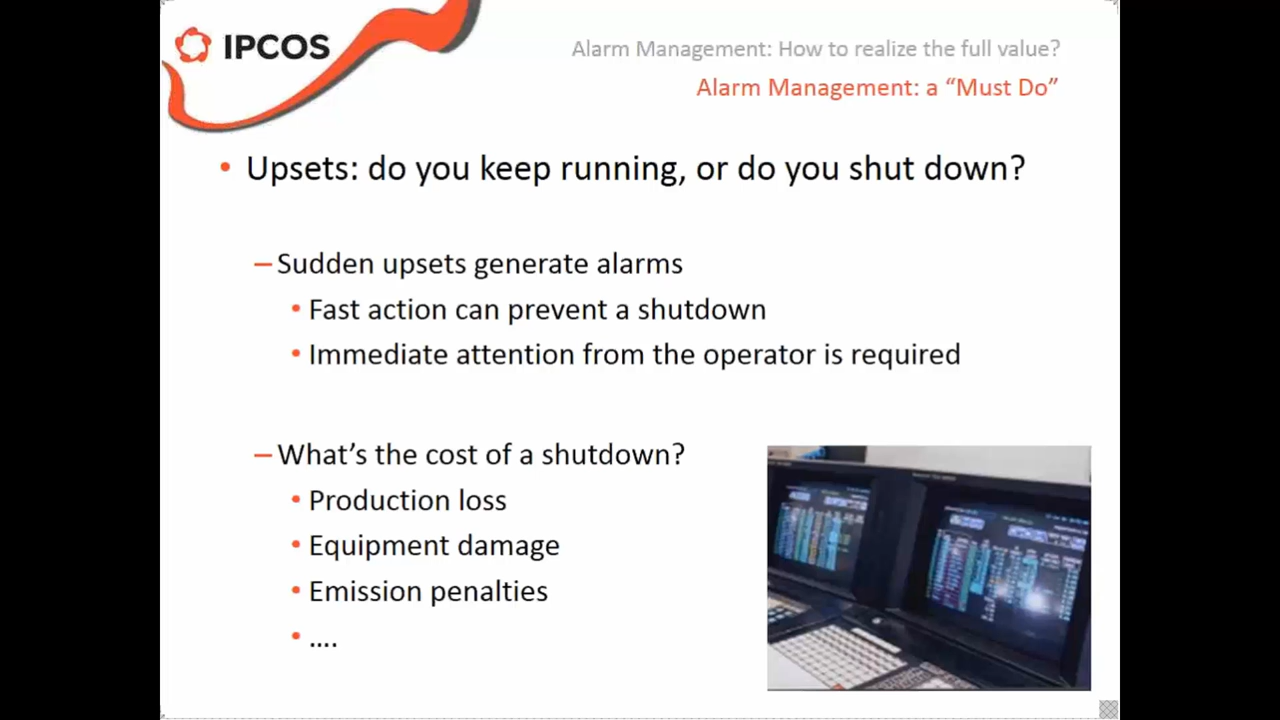 IPCOS
Alarm Management: How to realize the full value?
Alarm Management: a “Must Do”
• Upsets: do you keep running, or do you shut down?
– Sudden upsets generate alarms
• Fast action can prevent a shutdown
• Immediate attention from the operator is required
– What’s the cost of a shutdown?
• Production loss
• Equipment damage
• Emission penalties
• ….